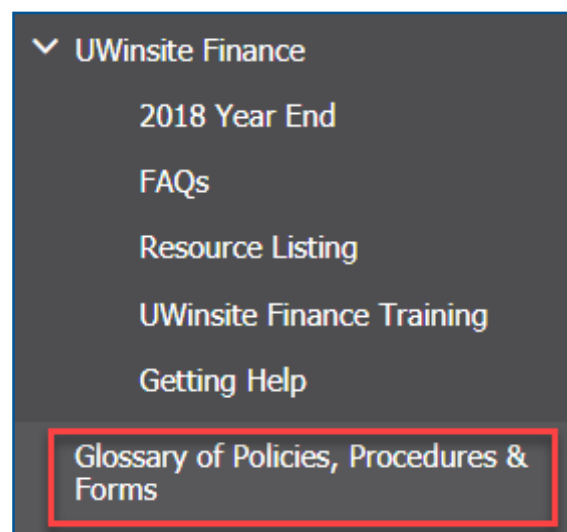 UWinsite Finance
2018 Year End
FAQs
Resource Listing
UWinsite Finance Training
Getting Help
Glossary of Policies, Procedures &
Forms